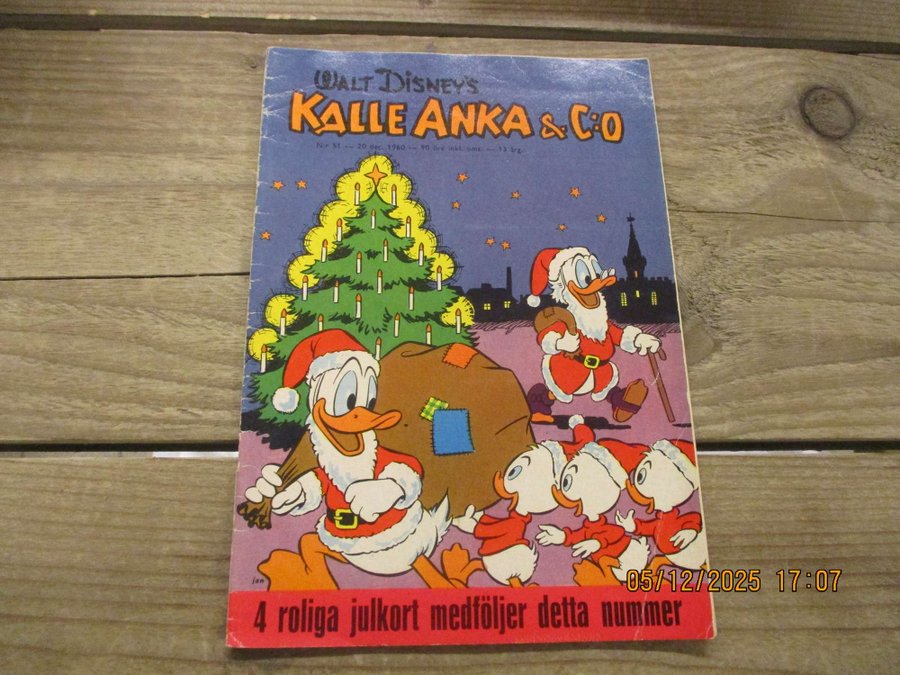 WALT DISNEY'S
KALLE ANKA & C:O
Nr 51 — 20 dec. 1960 — 90 öre inkl. oms. — 13 årg.
jan
4 roliga julkort medföljer detta nummer
05/12/2025 17:07